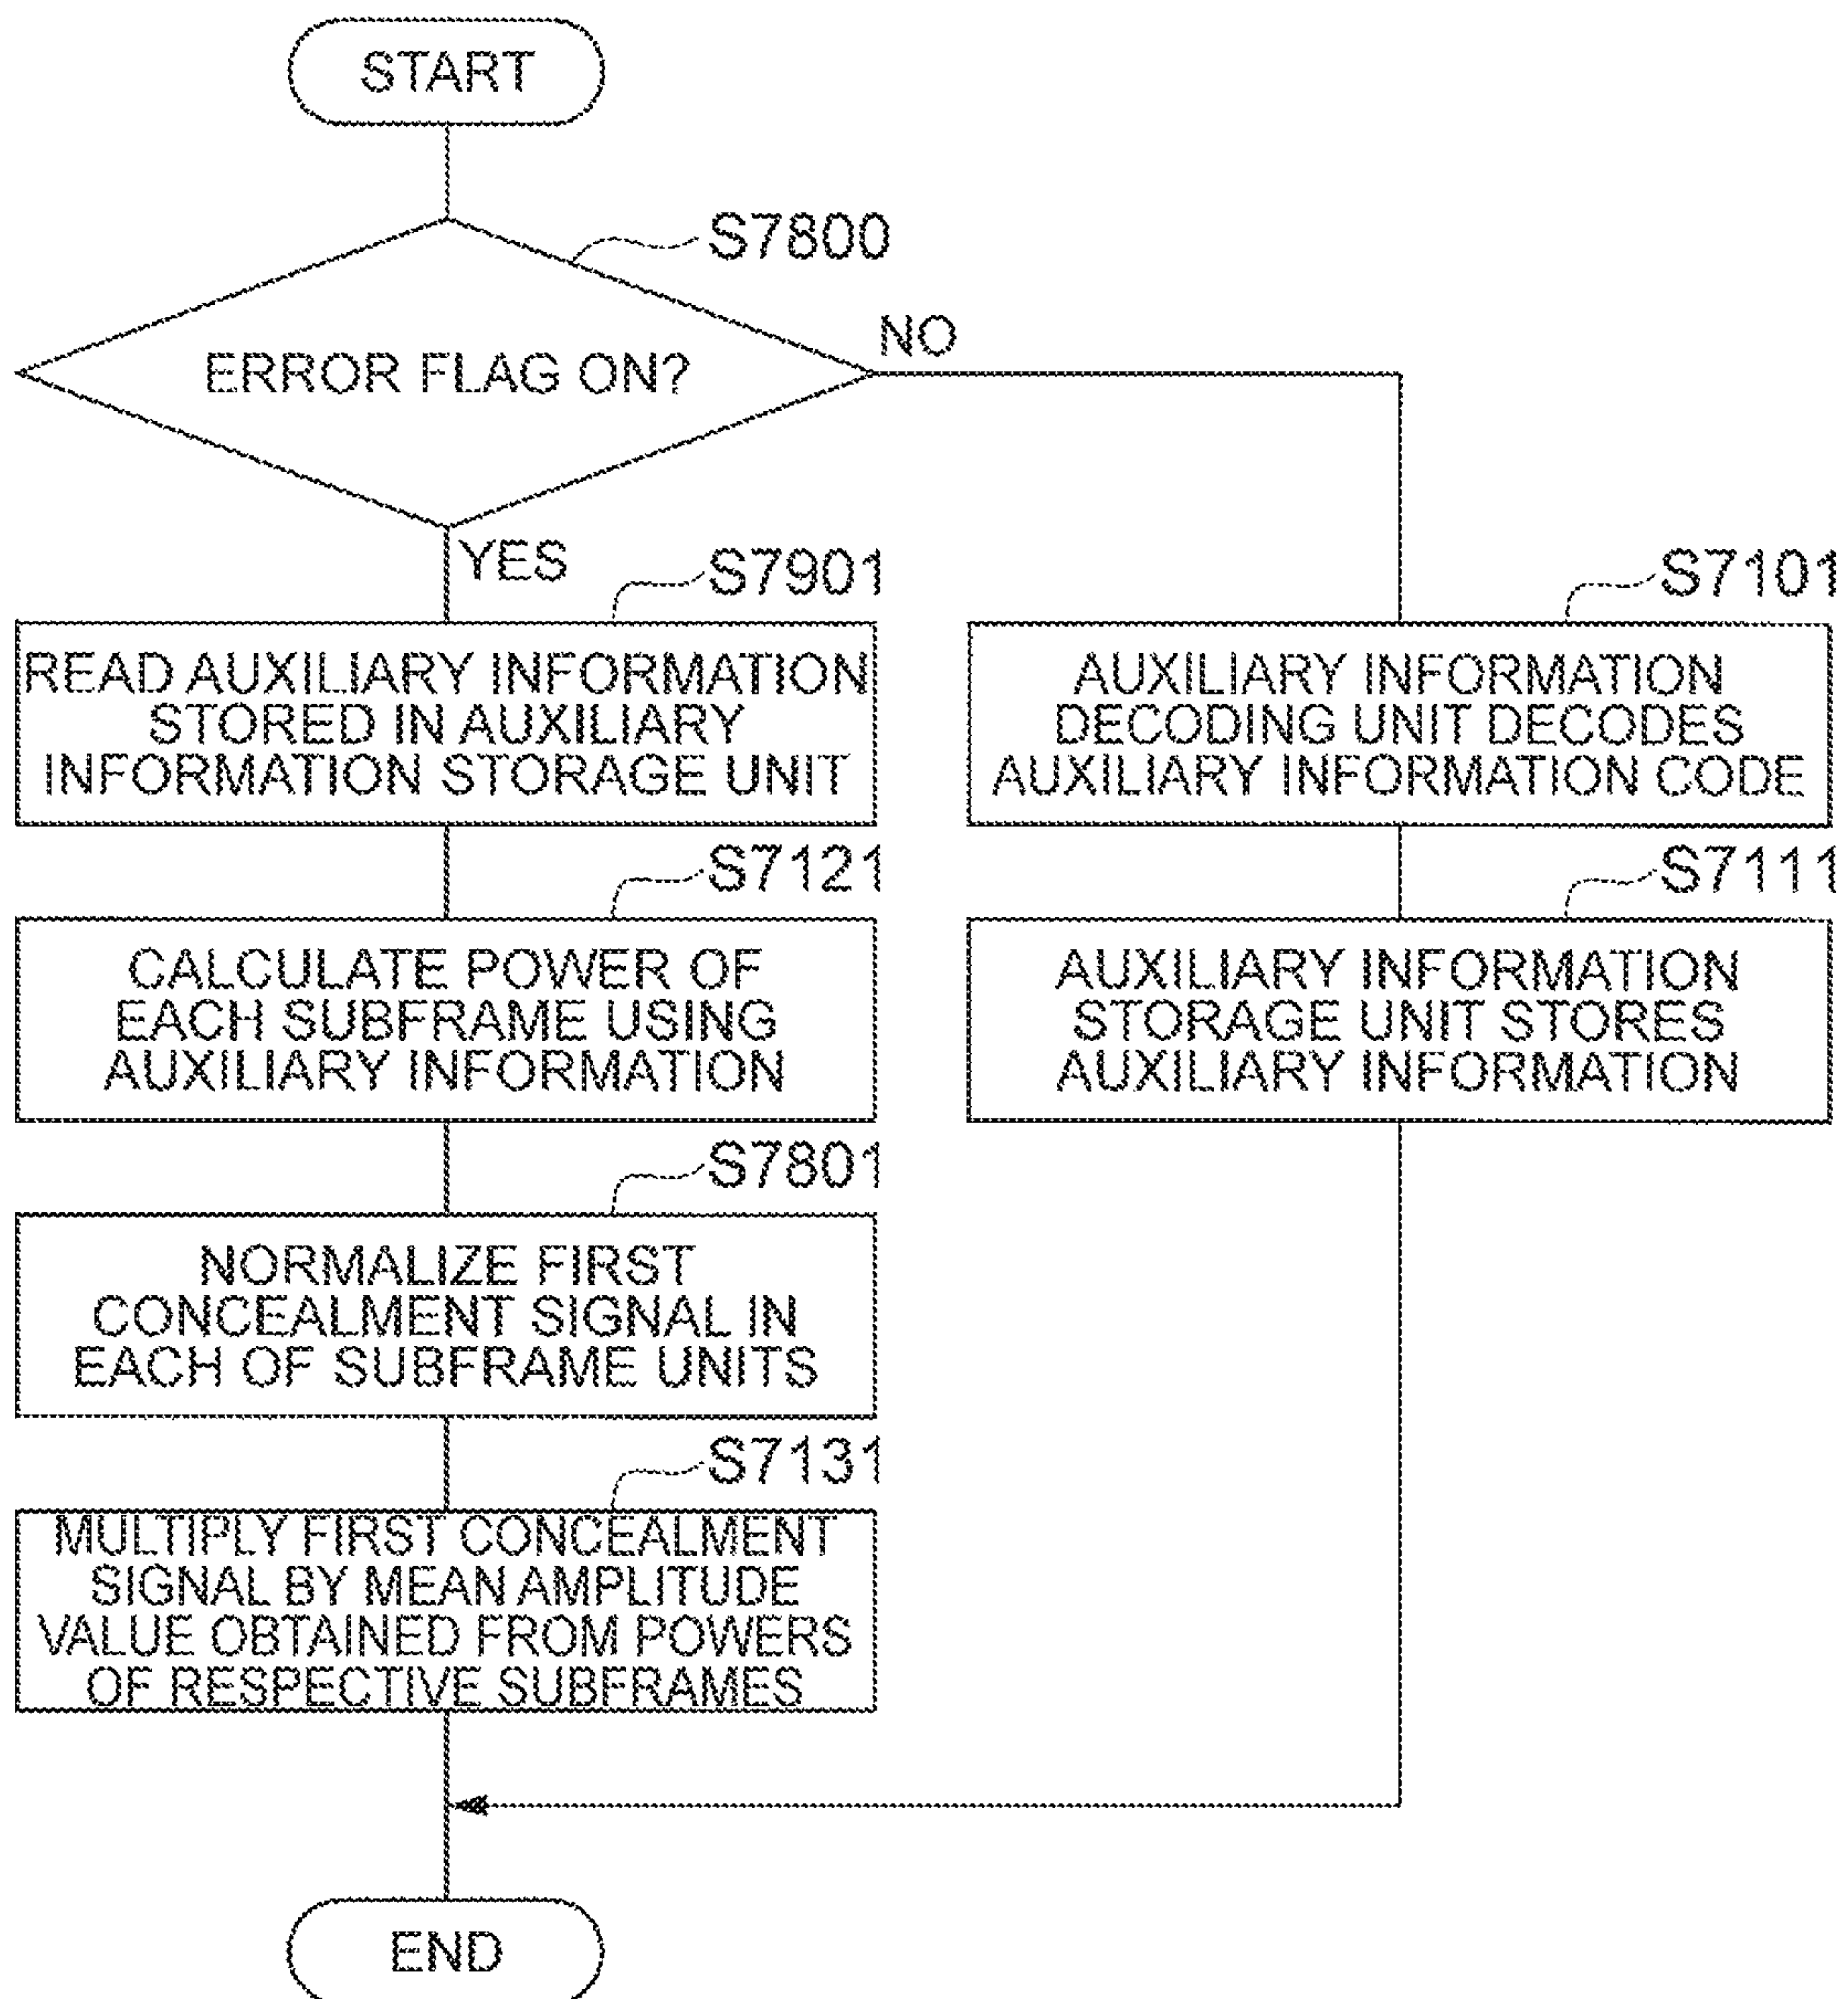 START
S7800
ERROR FLAG ON?
NO
YES
S7901
READ AUXILIARY INFORMATION
STORED IN AUXILIARY
INFORMATION STORAGE UNIT
S7101
AUXILIARY INFORMATION
DECODING UNIT DECODES
AUXILIARY INFORMATION CODE
S7121
CALCULATE POWER OF
EACH SUBFRAME USING
AUXILIARY INFORMATION
S7111
AUXILIARY INFORMATION
STORAGE UNIT STORES
AUXILIARY INFORMATION
S7801
NORMALIZE FIRST
CONCEALMENT SIGNAL IN
EACH OF SUBFRAME UNITS
S7131
MULTIPLY FIRST CONCEALMENT
SIGNAL BY MEAN AMPLITUDE
VALUE OBTAINED FROM POWERS
OF RESPECTIVE SUBFRAMES
END